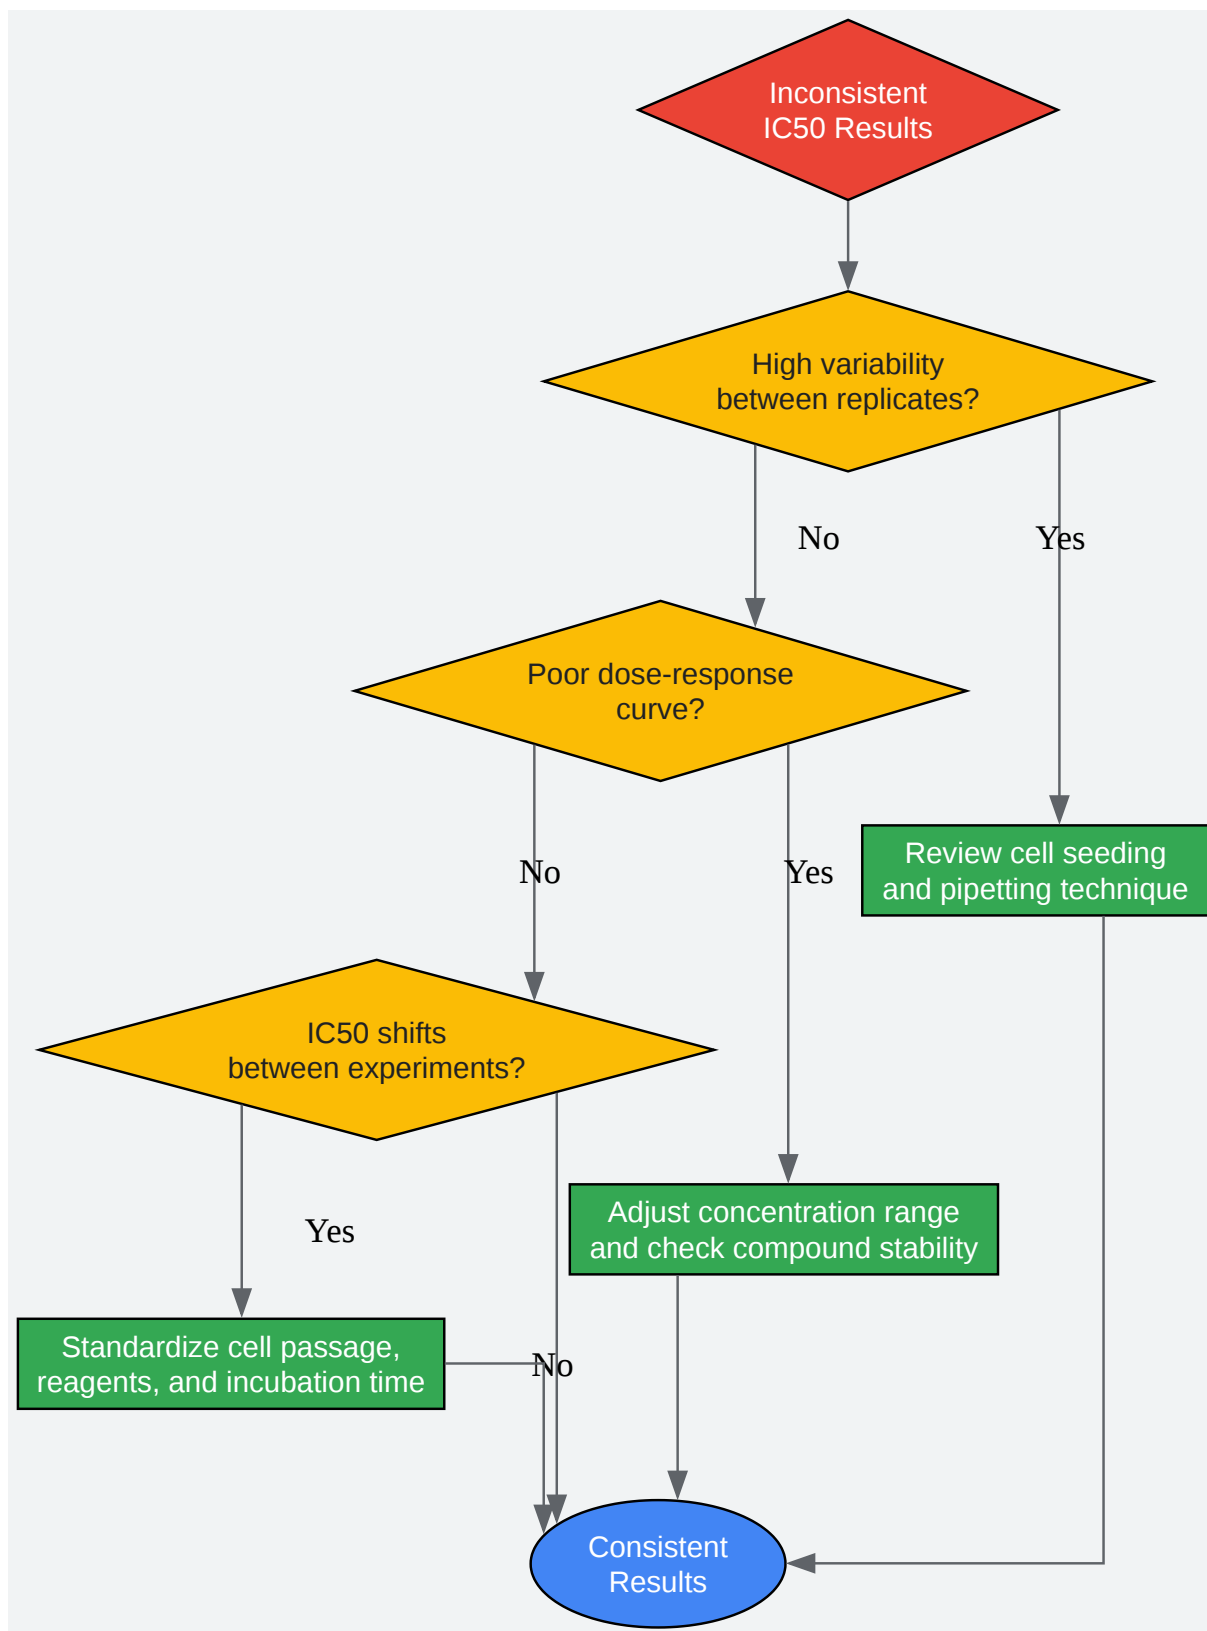 Inconsistent
IC50 Results
High variability
between replicates?
No
Yes
Poor dose-response
curve?
Review cell seeding
and pipetting technique
No
Yes
IC50 shifts
between experiments?
Yes
Adjust concentration range
and check compound stability
Standardize cell passage,
reagents, and incubation time
No
Consistent
Results